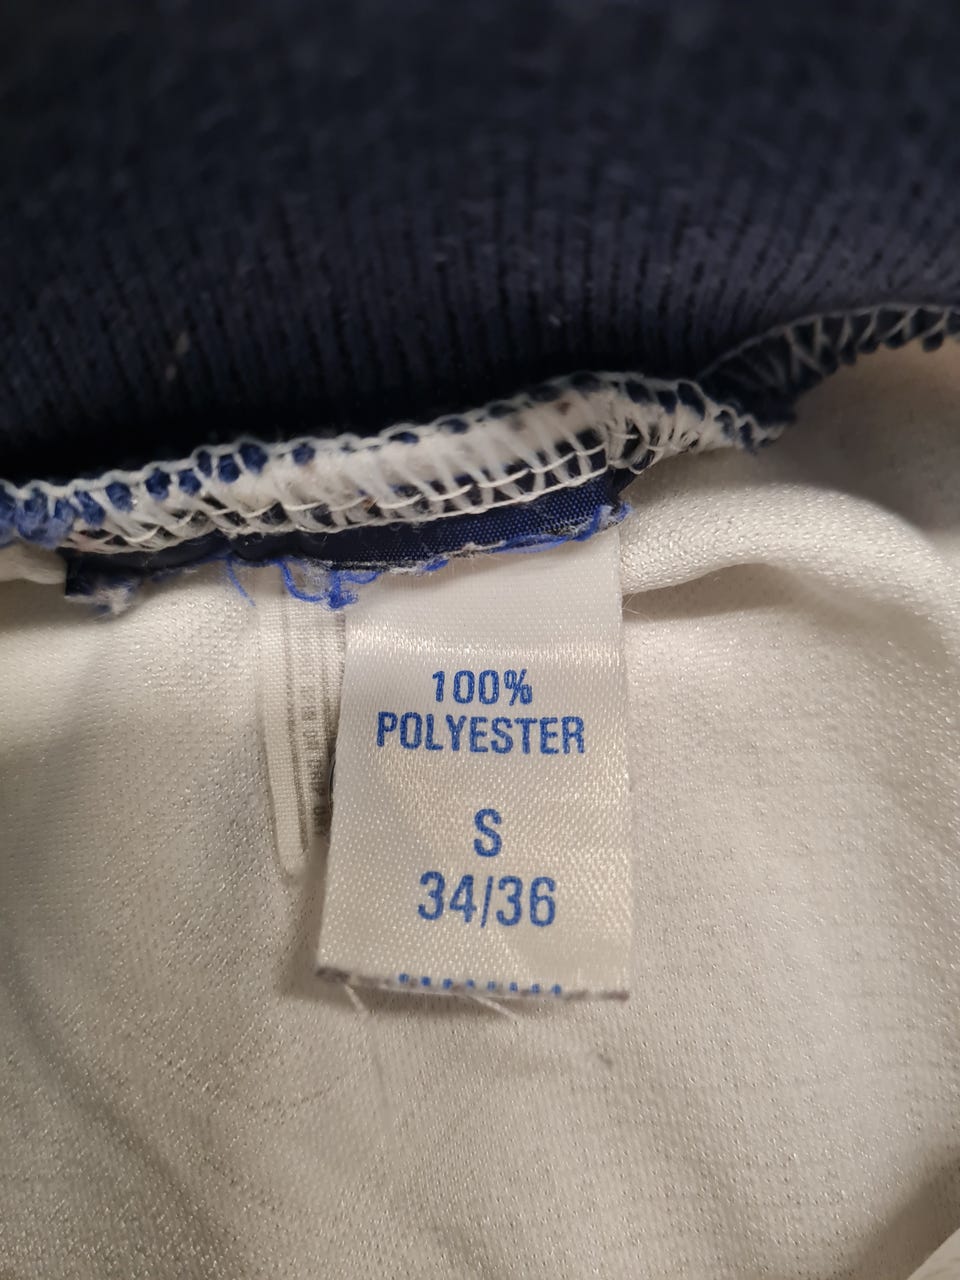 100%
POLYESTER
S
34/36